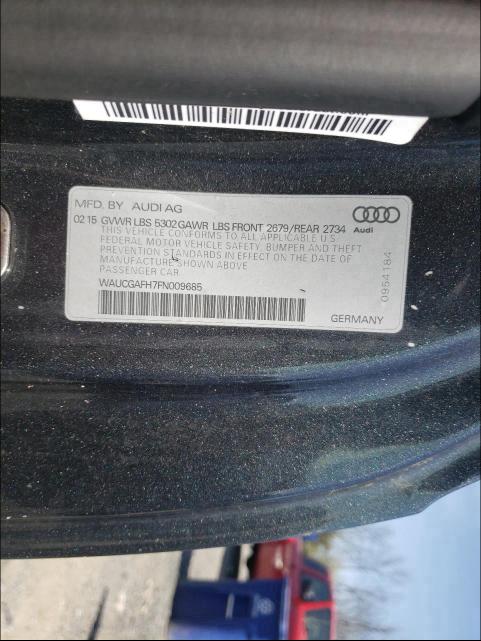 MFD. BY AUDI AG
02 15 GVWR LBS 5302 GAWR LBS FRONT 2679/REAR 2734
Audi
THIS VEHICLE CONFORMS TO ALL APPLICABLE U.S.
FEDERAL MOTOR VEHICLE SAFETY, BUMPER AND THEFT
PREVENTION STANDARDS IN EFFECT ON THE DATE OF
MANUFACTURE SHOWN ABOVE
PASSENGER CAR.
WAUCGAFH7FN009685
0954184
GERMANY